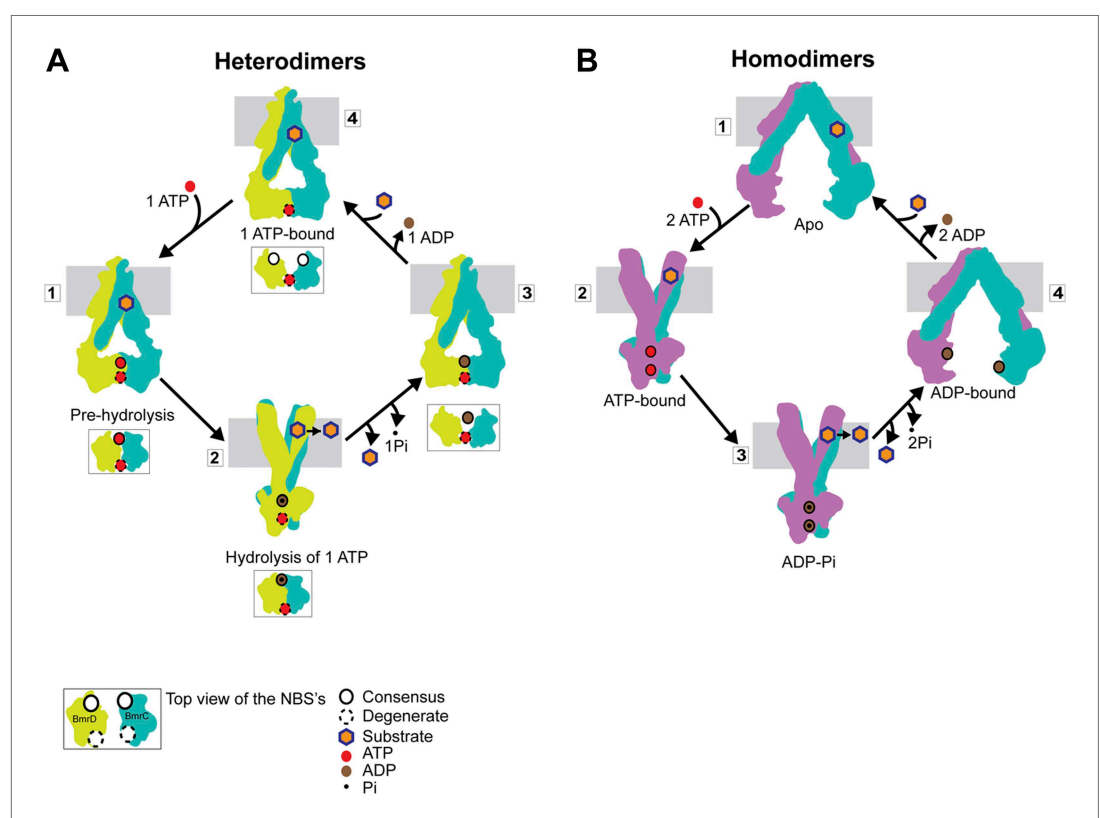 A
Heterodimers
4
1 ATP
1 ATP-bound
1 ADP
1
3
Pre-hydrolysis
2
1Pi
Hydrolysis of 1 ATP
B
Homodimers
1
2 ATP
Apo
2 ADP
2
4
ATP-bound
ADP-bound
3
2Pi
ADP-Pi
BmrD
BmrC
Top view of the NBS's
Consensus
Degenerate
Substrate
ATP
ADP
Pi